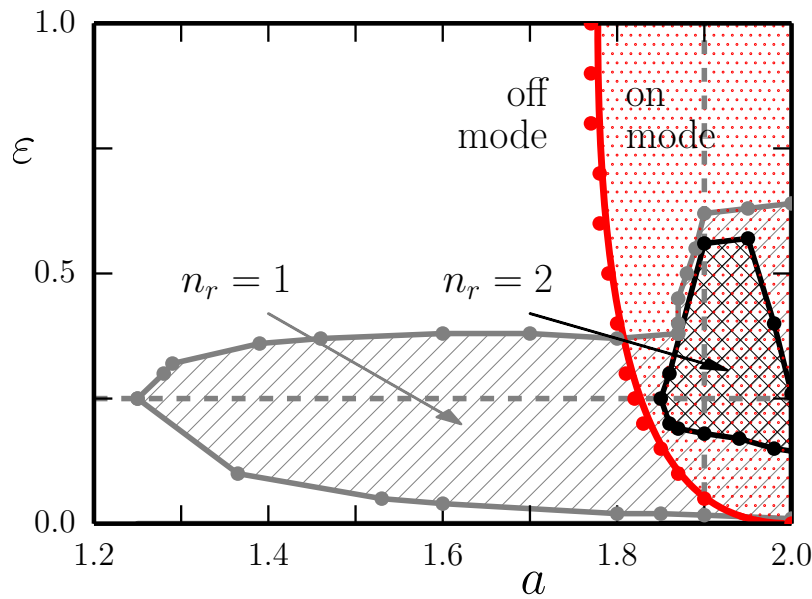 1.0
off on
mode mode
ε
0.5
n_r = 1 n_r = 2
0.0
1.2 1.4 1.6 1.8 2.0
a